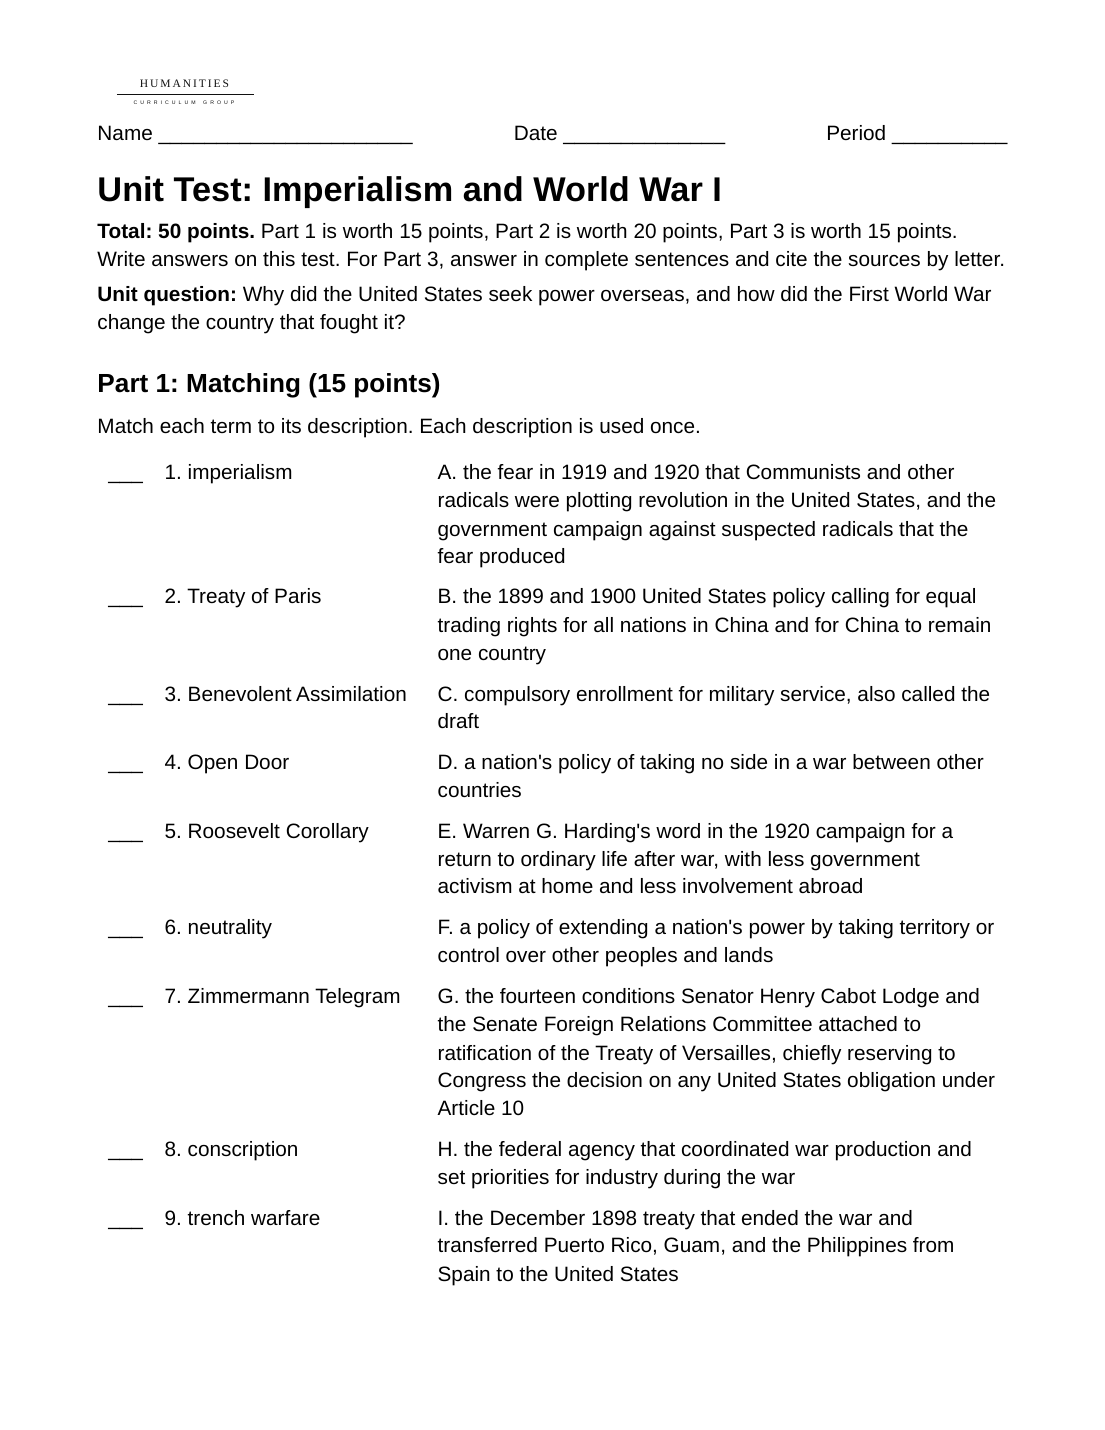 HUMANITIES
CURRICULUM GROUP
Name ______________________ Date ______________ Period __________
Unit Test: Imperialism and World War I
Total: 50 points. Part 1 is worth 15 points, Part 2 is worth 20 points, Part 3 is worth 15 points.
Write answers on this test. For Part 3, answer in complete sentences and cite the sources by letter.
Unit question: Why did the United States seek power overseas, and how did the First World War
change the country that fought it?
Part 1: Matching (15 points)
Match each term to its description. Each description is used once.
___ 1. imperialism A. the fear in 1919 and 1920 that Communists and other
radicals were plotting revolution in the United States, and the
government campaign against suspected radicals that the
fear produced
___ 2. Treaty of Paris B. the 1899 and 1900 United States policy calling for equal
trading rights for all nations in China and for China to remain
one country
___ 3. Benevolent Assimilation C. compulsory enrollment for military service, also called the
draft
___ 4. Open Door D. a nation's policy of taking no side in a war between other
countries
___ 5. Roosevelt Corollary E. Warren G. Harding's word in the 1920 campaign for a
return to ordinary life after war, with less government
activism at home and less involvement abroad
___ 6. neutrality F. a policy of extending a nation's power by taking territory or
control over other peoples and lands
___ 7. Zimmermann Telegram G. the fourteen conditions Senator Henry Cabot Lodge and
the Senate Foreign Relations Committee attached to
ratification of the Treaty of Versailles, chiefly reserving to
Congress the decision on any United States obligation under
Article 10
___ 8. conscription H. the federal agency that coordinated war production and
set priorities for industry during the war
___ 9. trench warfare I. the December 1898 treaty that ended the war and
transferred Puerto Rico, Guam, and the Philippines from
Spain to the United States